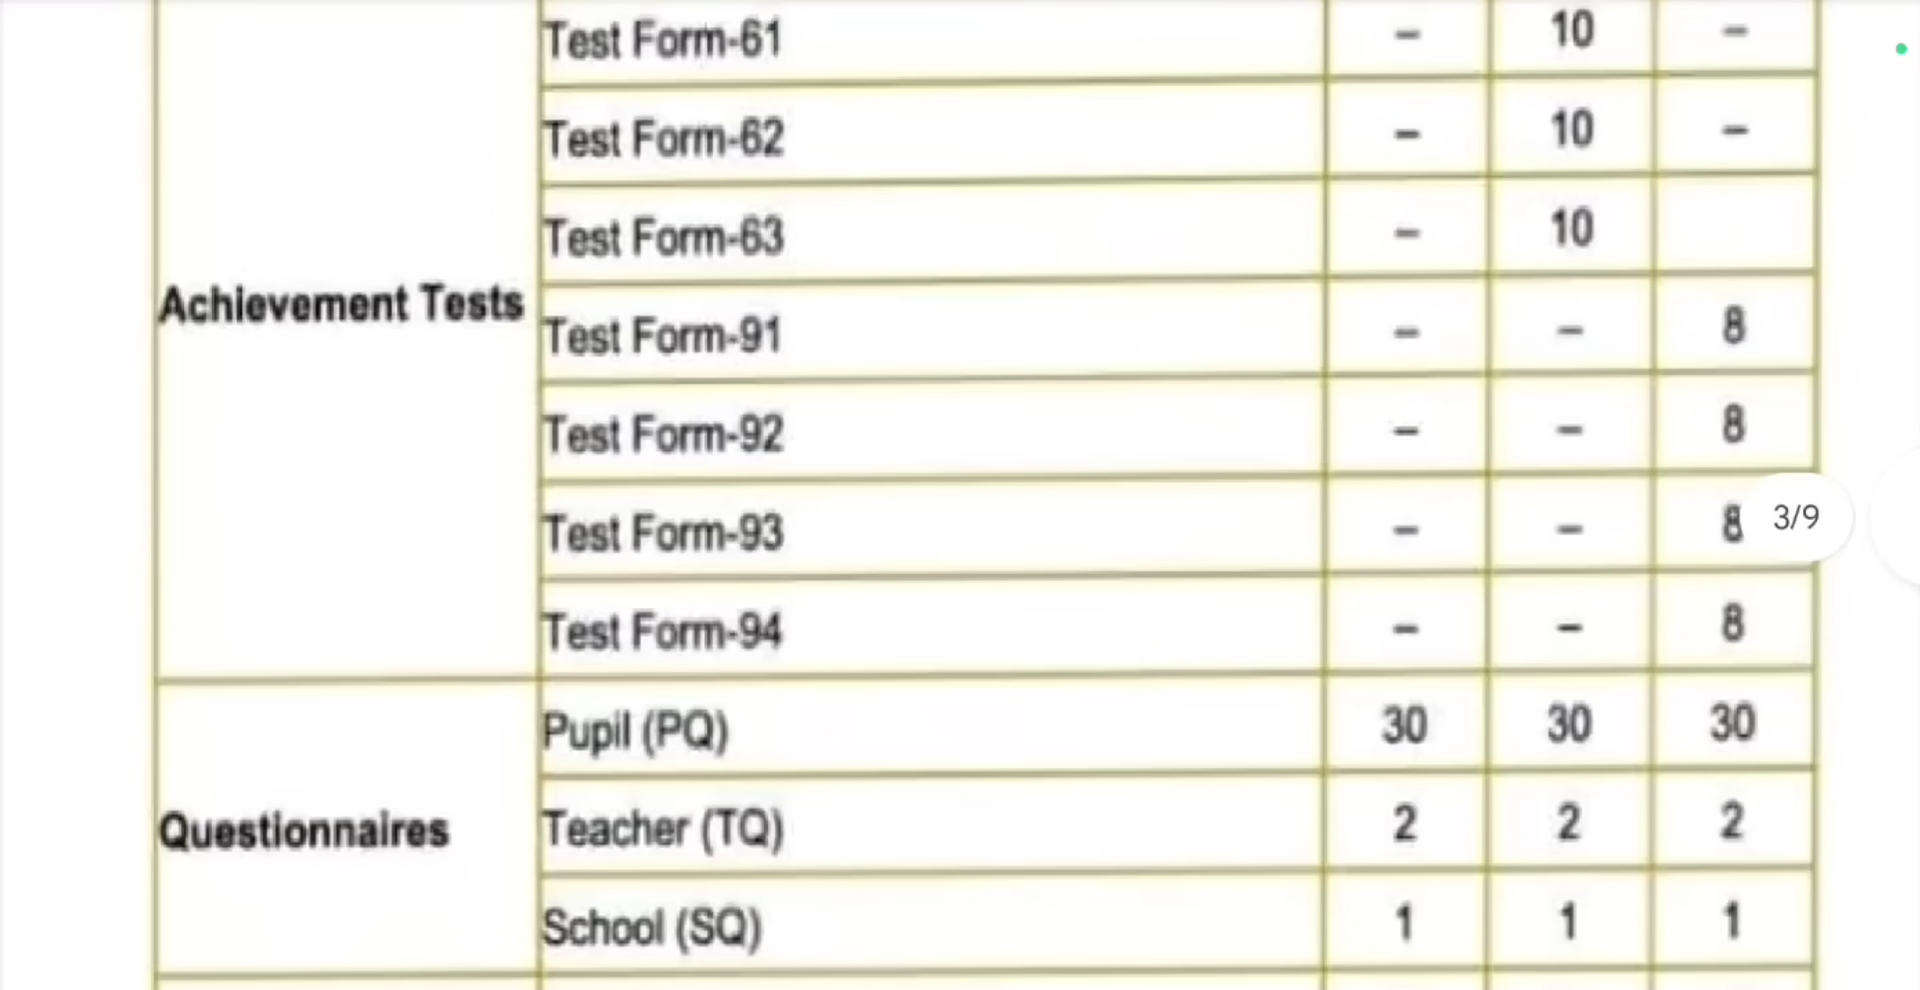 Test Form-61 – 10 –
Test Form-62 – 10 –
Test Form-63 – 10
Achievement Tests
Test Form-91 – – 8
Test Form-92 – – 8
Test Form-93 – – 8
3/9
Test Form-94 – – 8
Pupil (PQ) 30 30 30
Questionnaires
Teacher (TQ) 2 2 2
School (SQ) 1 1 1